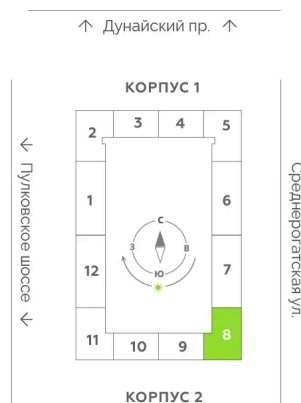 ↑ Дунайский пр. ↑
КОРПУС 1
2 3 4 5
← Пулковское шоссе ←
Среднерогатская ул.
1 6
С
З В
Ю
12 7
11 10 9 8
КОРПУС 2